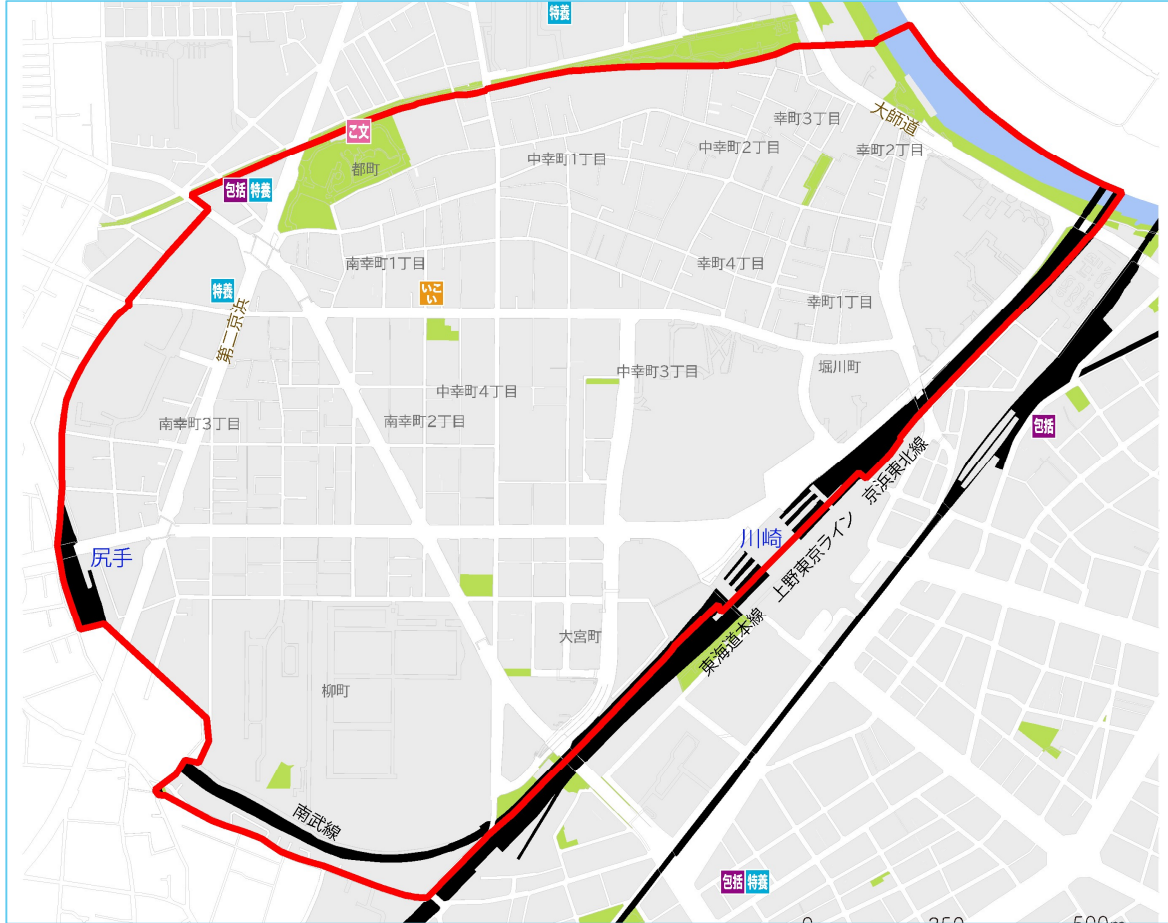 特養
大師道
幸町3丁目
こ文
中幸町2丁目
幸町2丁目
中幸町1丁目
都町
包括 特養
南幸町1丁目
幸町4丁目
特養
いこい
幸町1丁目
第二京浜
堀川町
中幸町3丁目
中幸町4丁目
南幸町2丁目
南幸町3丁目
包括
京浜東北線
川崎
上野東京ライン
尻手
東海道本線
大宮町
柳町
南武線
包括 特養
0 250 500m